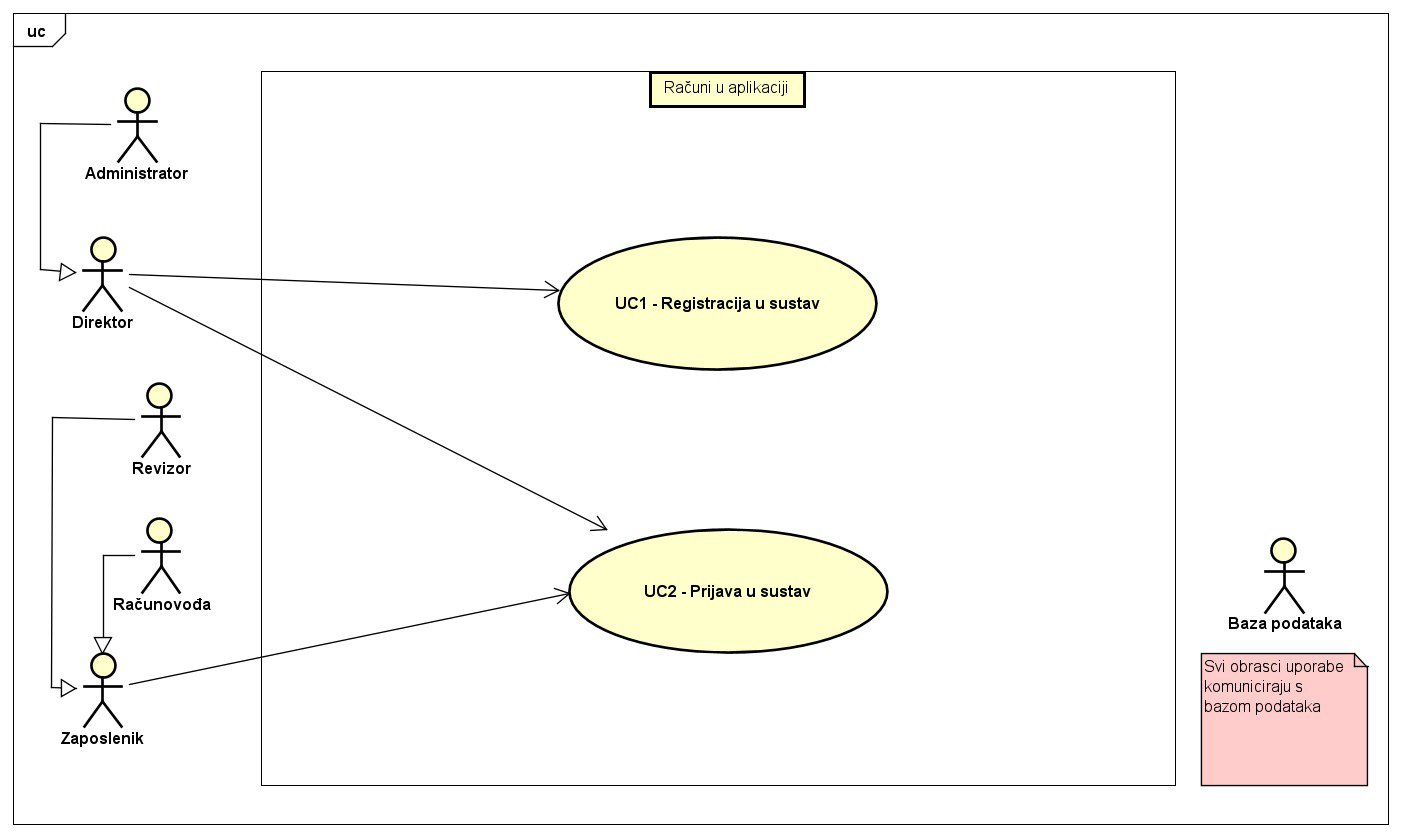 uc
Računi u aplikaciji
Administrator
Direktor
UC1 - Registracija u sustav
Revizor
Računovođa
UC2 - Prijava u sustav
Zaposlenik
Baza podataka
Svi obrasci uporabe
komuniciraju s
bazom podataka